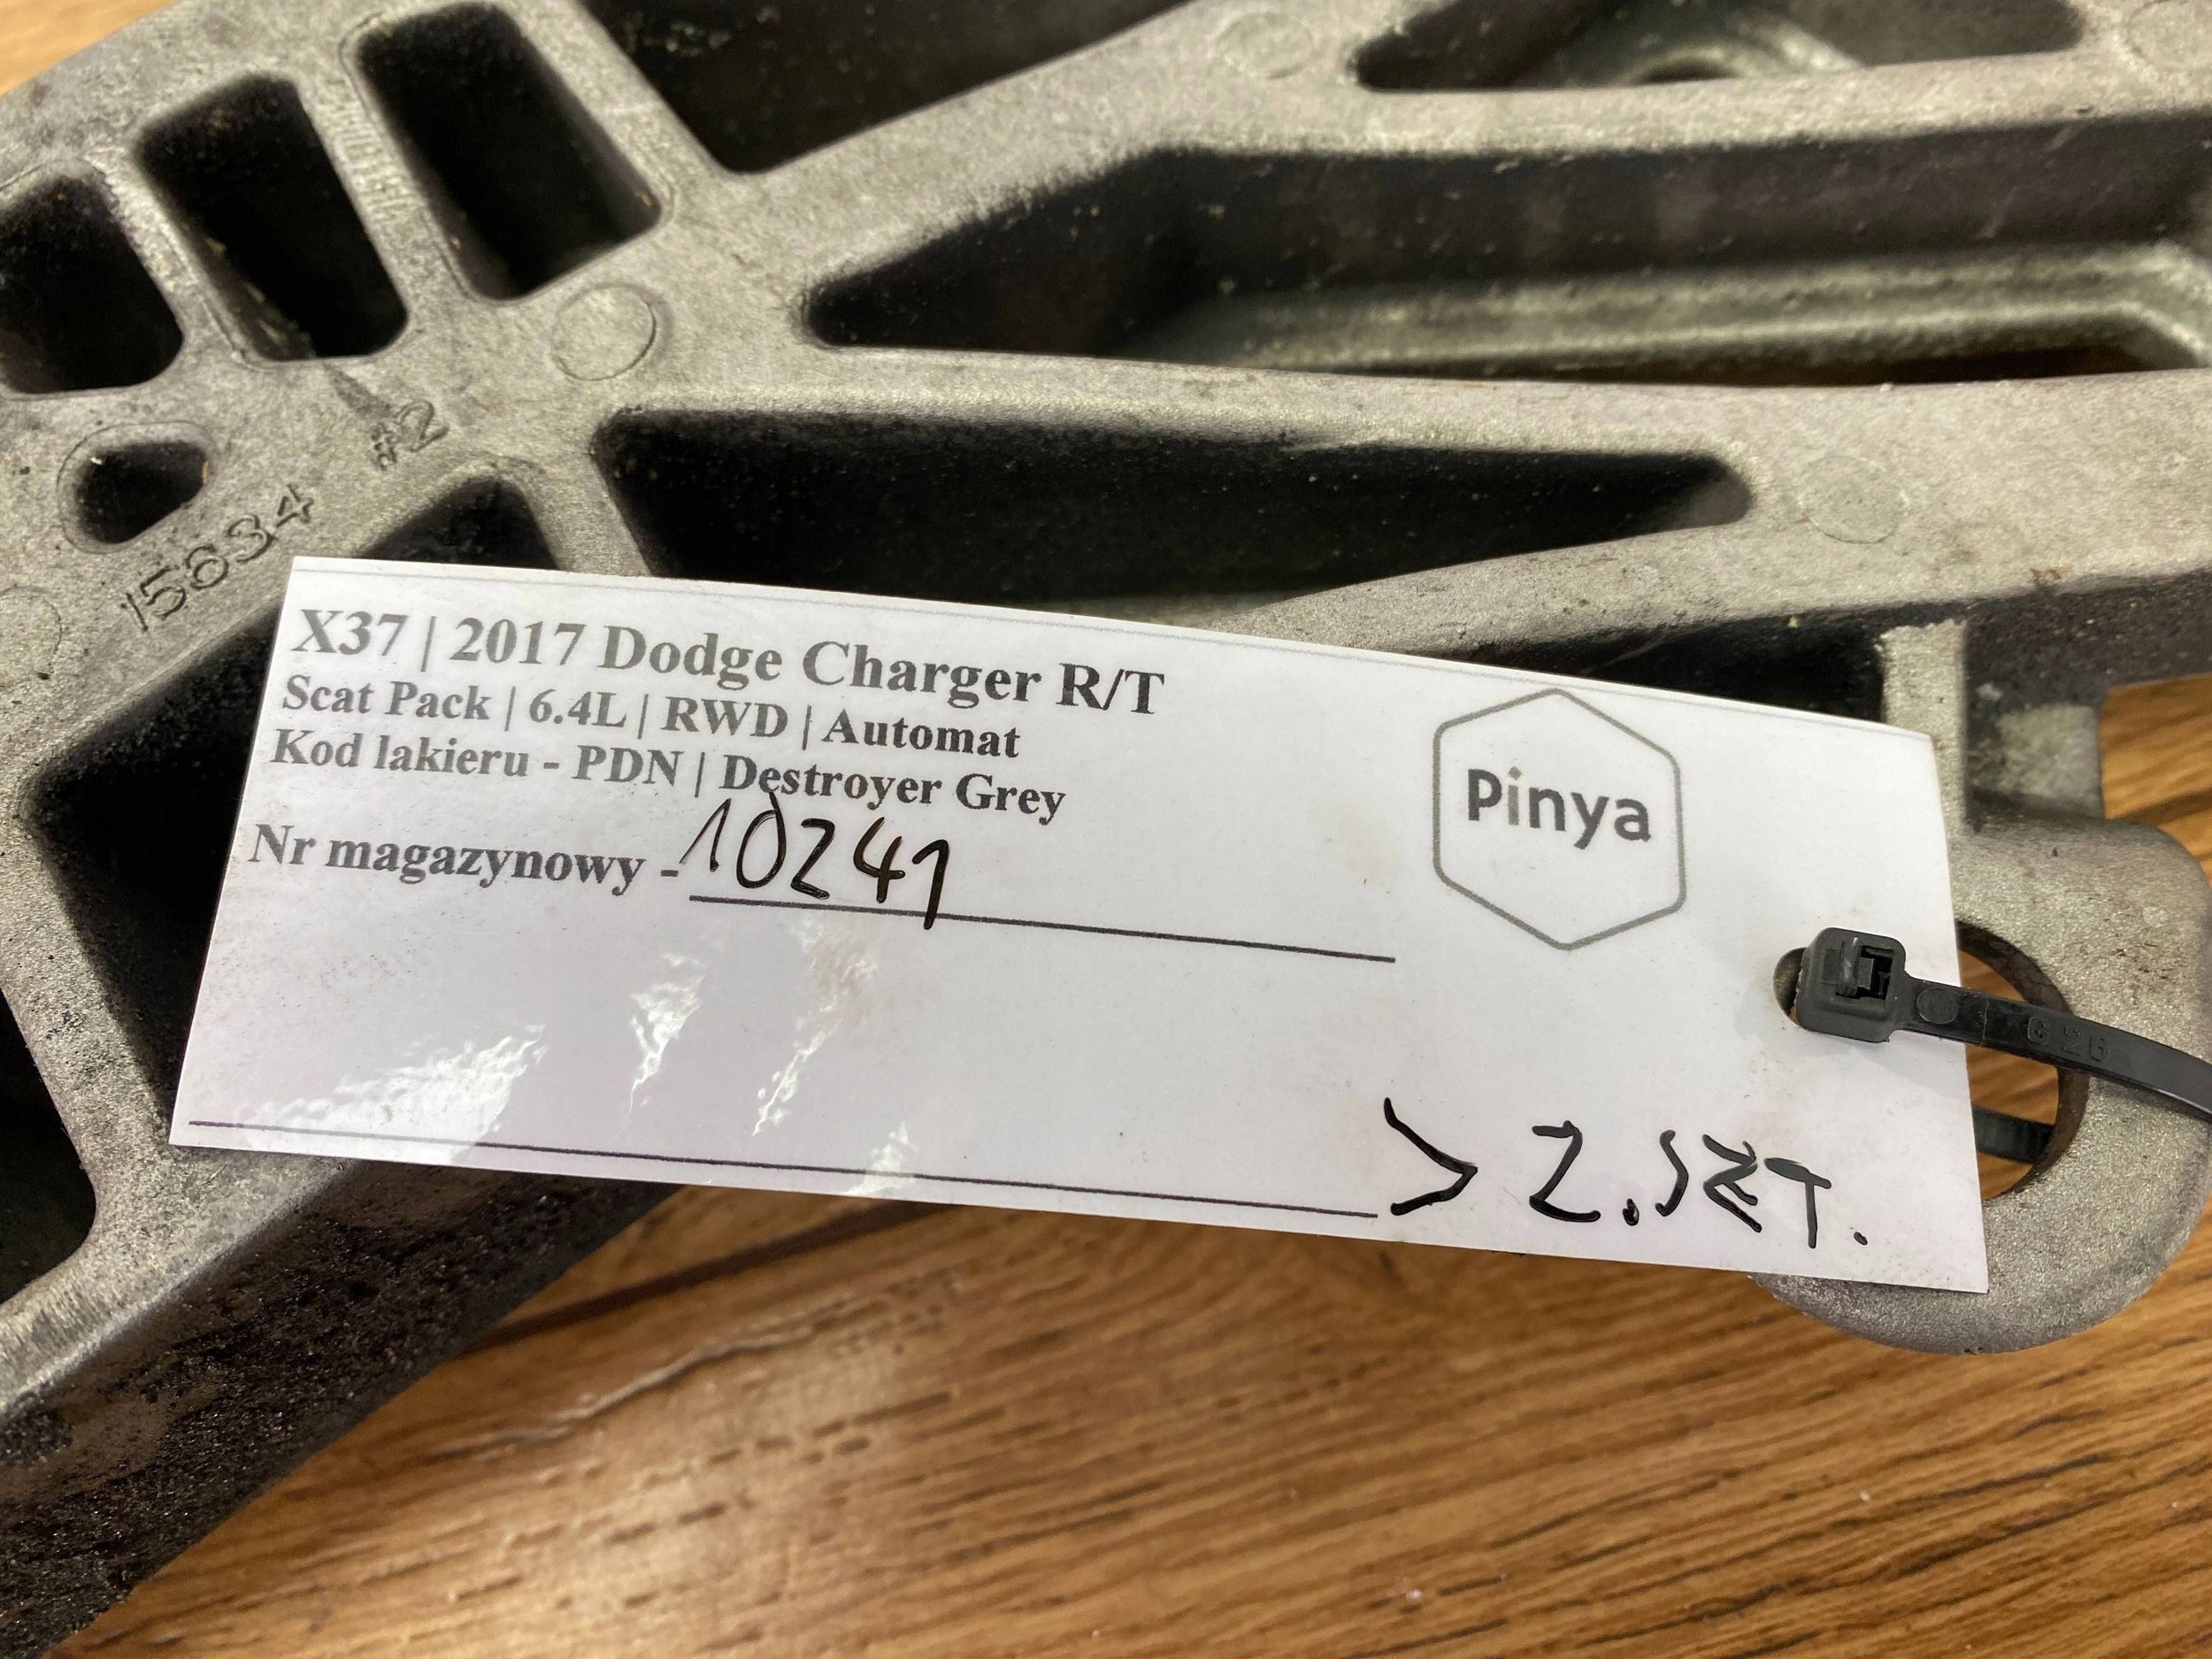 #2
15634
X37 | 2017 Dodge Charger R/T
Scat Pack | 6.4L | RWD | Automat
Kod lakieru - PDN | Destroyer Grey
Nr magazynowy - 10241
Pinya
> 2.SZT.